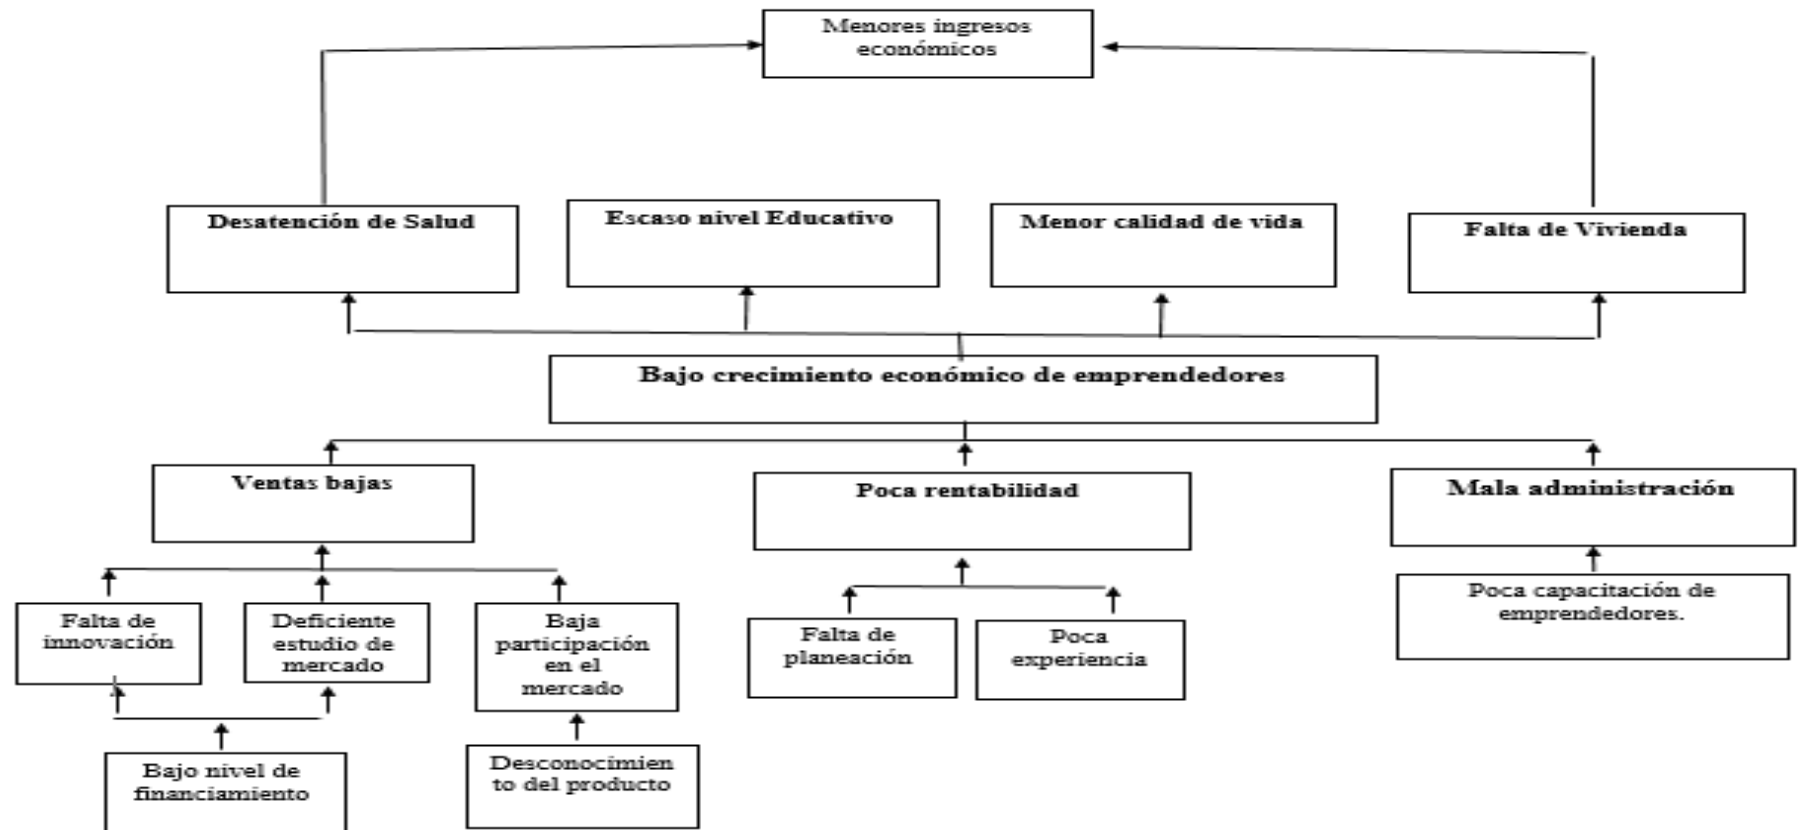 Menores ingresos
económicos
Desatención de Salud
Escaso nivel Educativo
Menor calidad de vida
Falta de Vivienda
Bajo crecimiento económico de emprendedores
Ventas bajas
Poca rentabilidad
Mala administración
Falta de
innovación
Deficiente
estudio de
mercado
Baja
participación
en el
mercado
Falta de
planeación
Poca
experiencia
Poca capacitación de
emprendedores.
Bajo nivel de
financiamiento
Desconocimien
to del producto